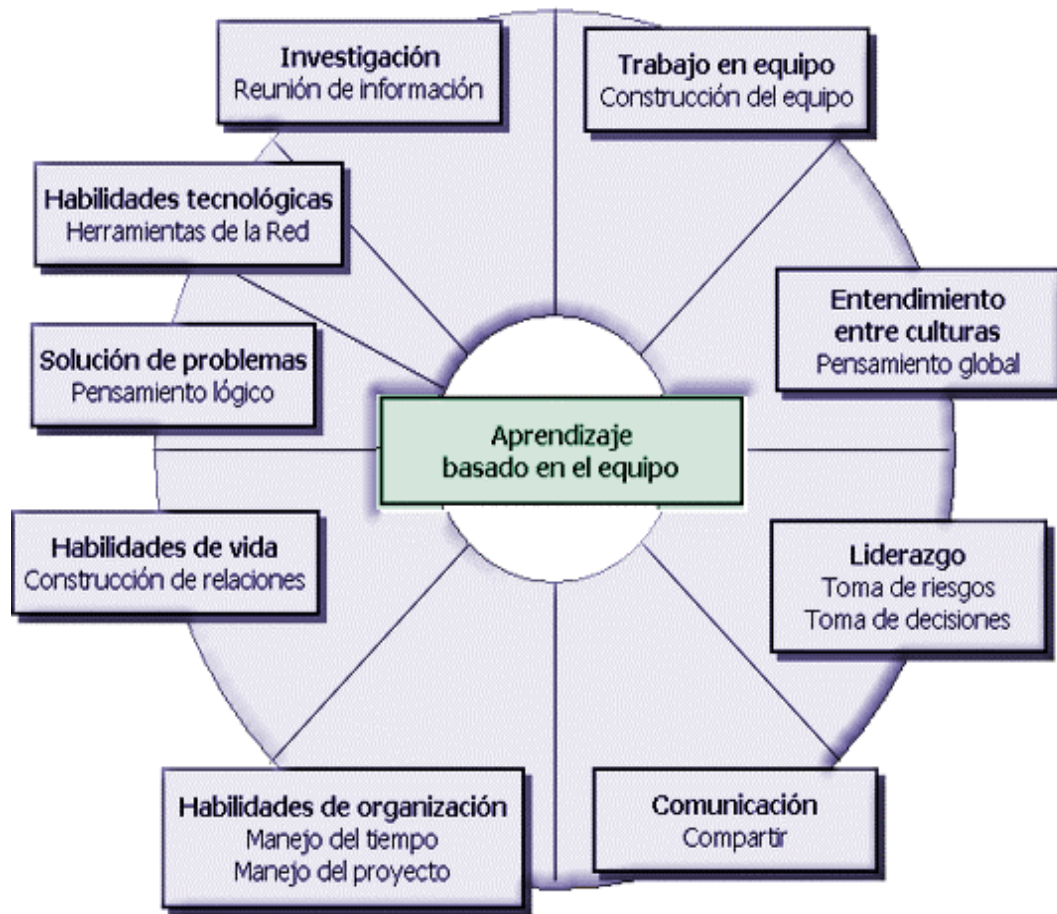 Investigación
Reunión de información
Trabajo en equipo
Construcción del equipo
Habilidades tecnológicas
Herramientas de la Red
Entendimiento
entre culturas
Pensamiento global
Solución de problemas
Pensamiento lógico
Aprendizaje
basado en el equipo
Habilidades de vida
Construcción de relaciones
Liderazgo
Toma de riesgos
Toma de decisiones
Habilidades de organización
Manejo del tiempo
Manejo del proyecto
Comunicación
Compartir